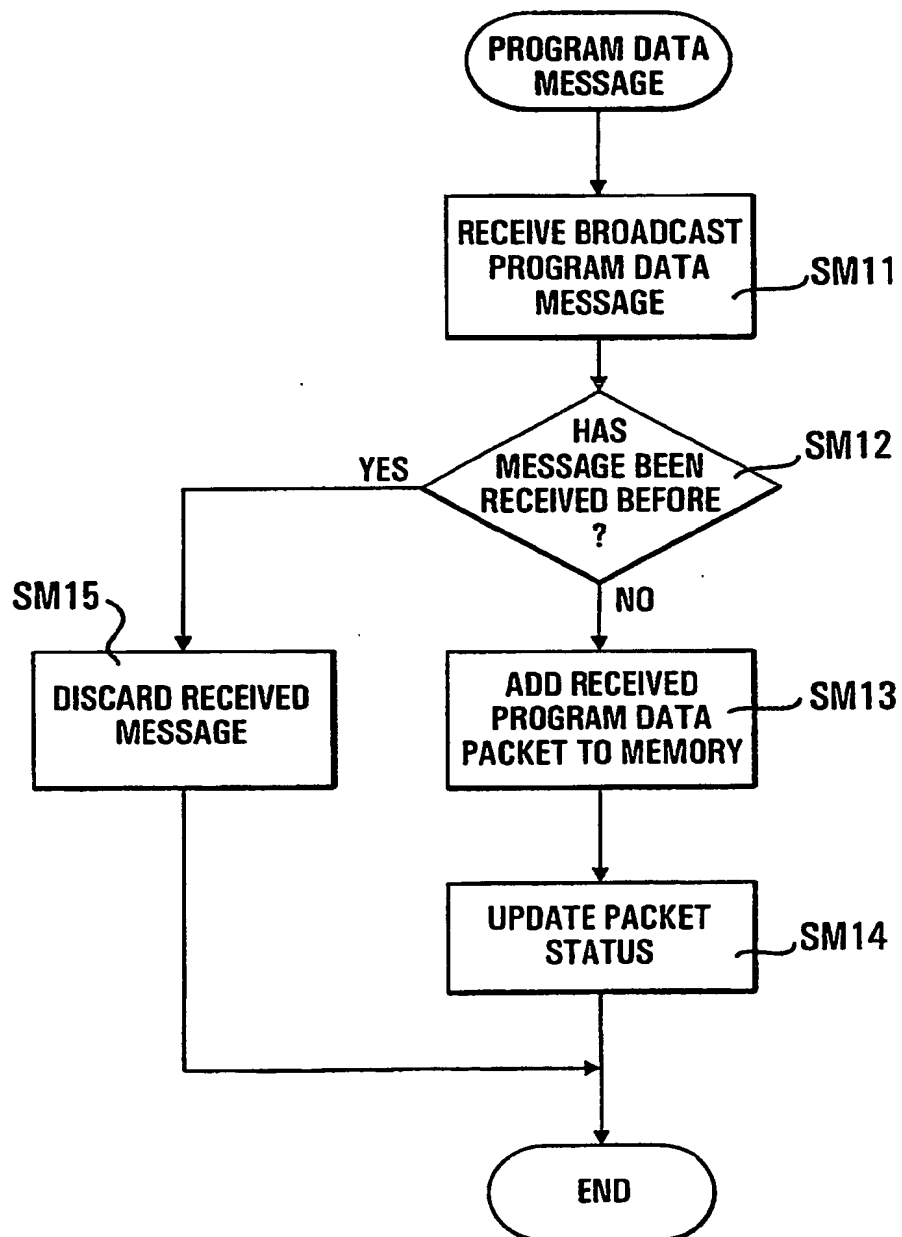 PROGRAM DATA
MESSAGE
RECEIVE BROADCAST
PROGRAM DATA
MESSAGE
SM11
HAS
MESSAGE BEEN
RECEIVED BEFORE
?
SM12
YES
NO
SM15
DISCARD RECEIVED
MESSAGE
ADD RECEIVED
PROGRAM DATA
PACKET TO MEMORY
SM13
UPDATE PACKET
STATUS
SM14
END